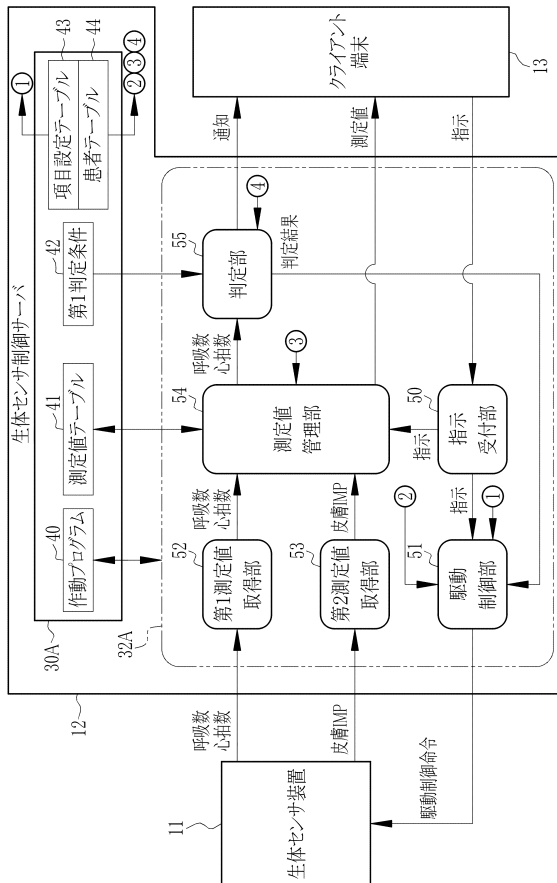 生体センサ制御サーバ
30A
40
作動プログラム
41
測定値テーブル
42
第1判定条件
項目設定テーブル
43
患者テーブル
44
①
②③④
12
32A
生体センサ装置
11
呼吸数
心拍数
皮膚IMP
駆動制御命令
52
第1測定値
取得部
53
第2測定値
取得部
51
駆動
制御部
②
①
呼吸数
心拍数
皮膚IMP
指示
指示
54
測定値
管理部
③
50
指示
受付部
呼吸数
心拍数
55
判定部
④
判定結果
通知
測定値
指示
クライアント
端末
13